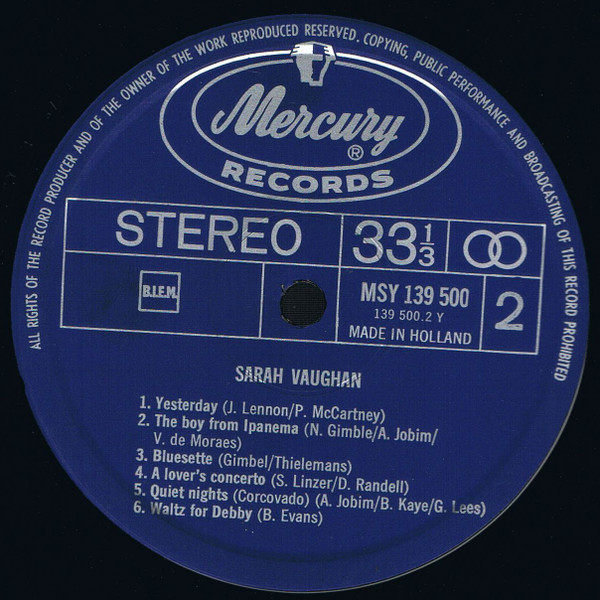 ALL RIGHTS OF THE RECORD PRODUCER AND OF THE OWNER OF THE WORK REPRODUCED RESERVED. COPYING, PUBLIC PERFORMANCE AND BROADCASTING OF THIS RECORD PROHIBITED
Mercury ®
RECORDS
STEREO 33 1/3
B.I.E.M. MSY 139 500 2
139 500.2 Y
MADE IN HOLLAND
SARAH VAUGHAN
1. Yesterday (J. Lennon/P. McCartney)
2. The boy from Ipanema (N. Gimble/A. Jobim/
V. de Moraes)
3. Bluesette (Gimbel/Thielemans)
4. A lover's concerto (S. Linzer/D. Randell)
5. Quiet nights (Corcovado) (A. Jobim/B. Kaye/G. Lees)
6. Waltz for Debby (B. Evans)